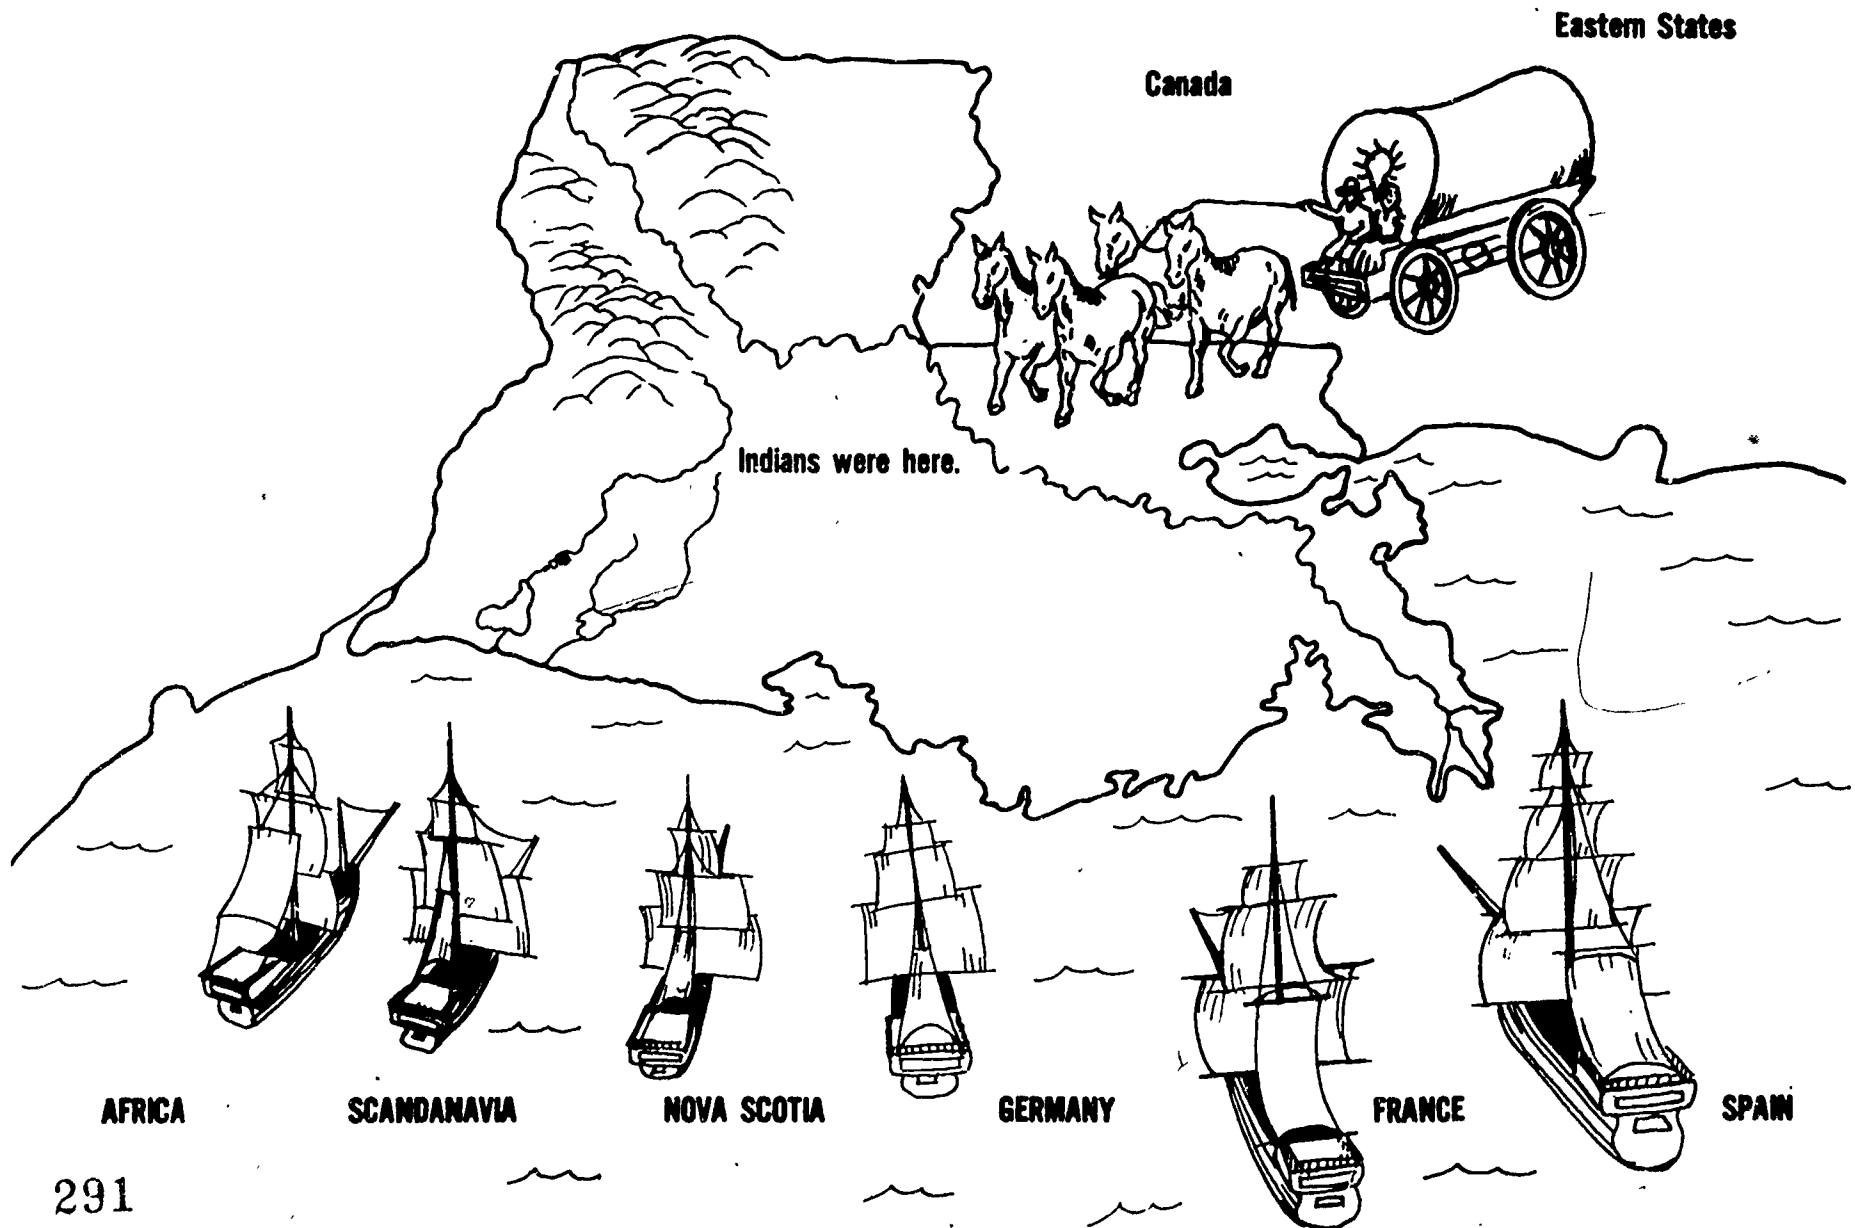 Eastern States
Canada
Indians were here.
AFRICA
SCANDANAVIA
NOVA SCOTIA
GERMANY
FRANCE
SPAIN
291